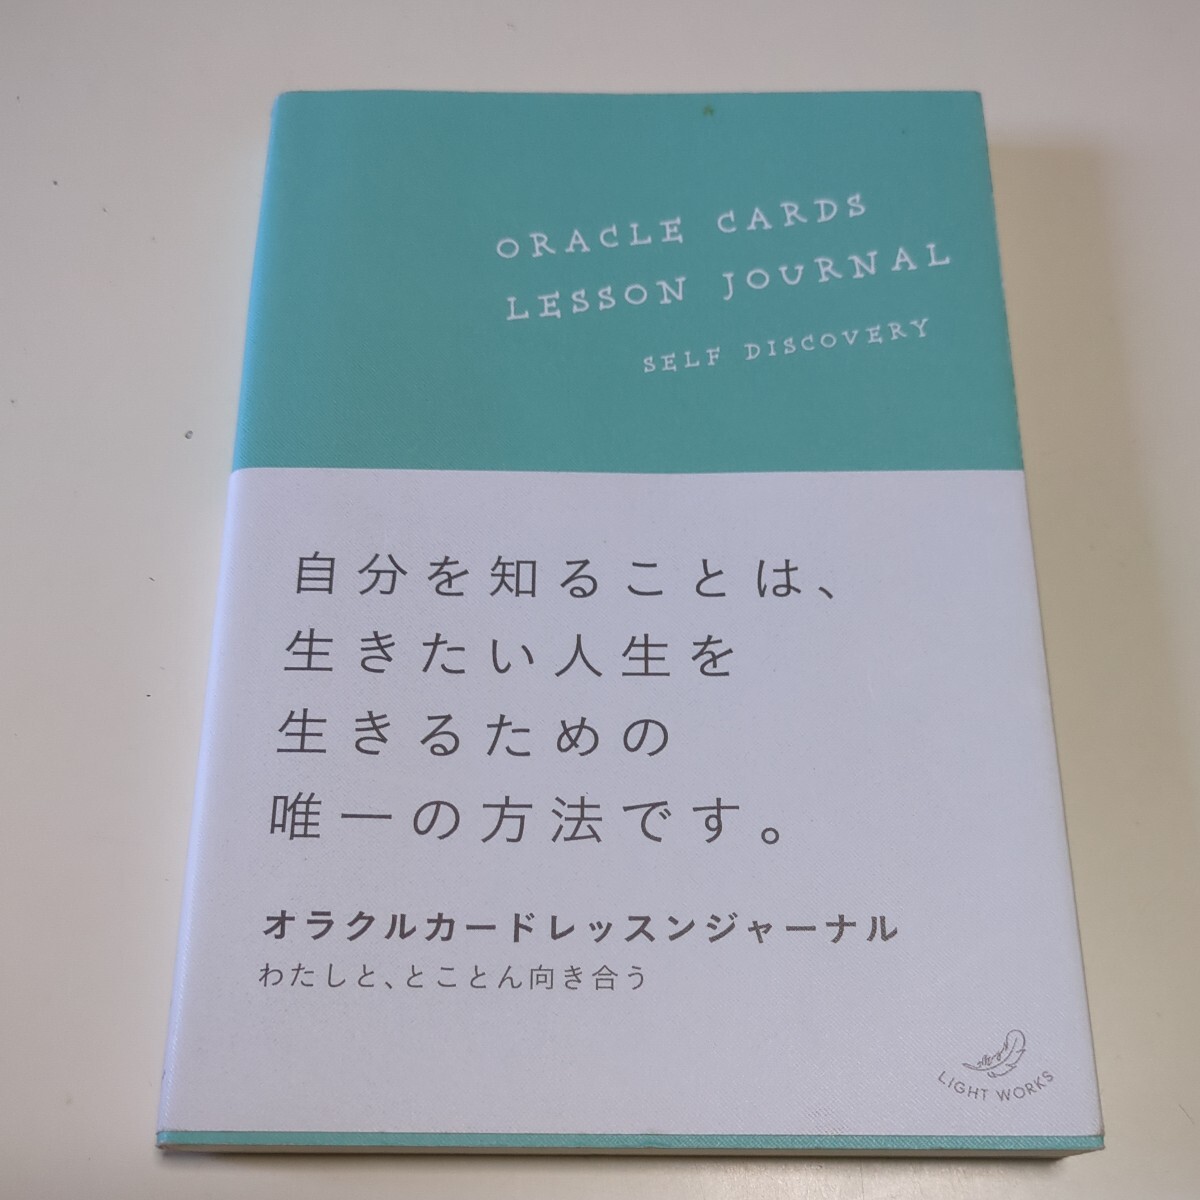 ORACLE CARDS
LESSON JOURNAL
SELF DISCOVERY
自分を知ることは、
生きたい人生を
生きるための
唯一の方法です。
オラクルカードレッスンジャーナル
わたしと、とことん向き合う
LIGHT WORKS